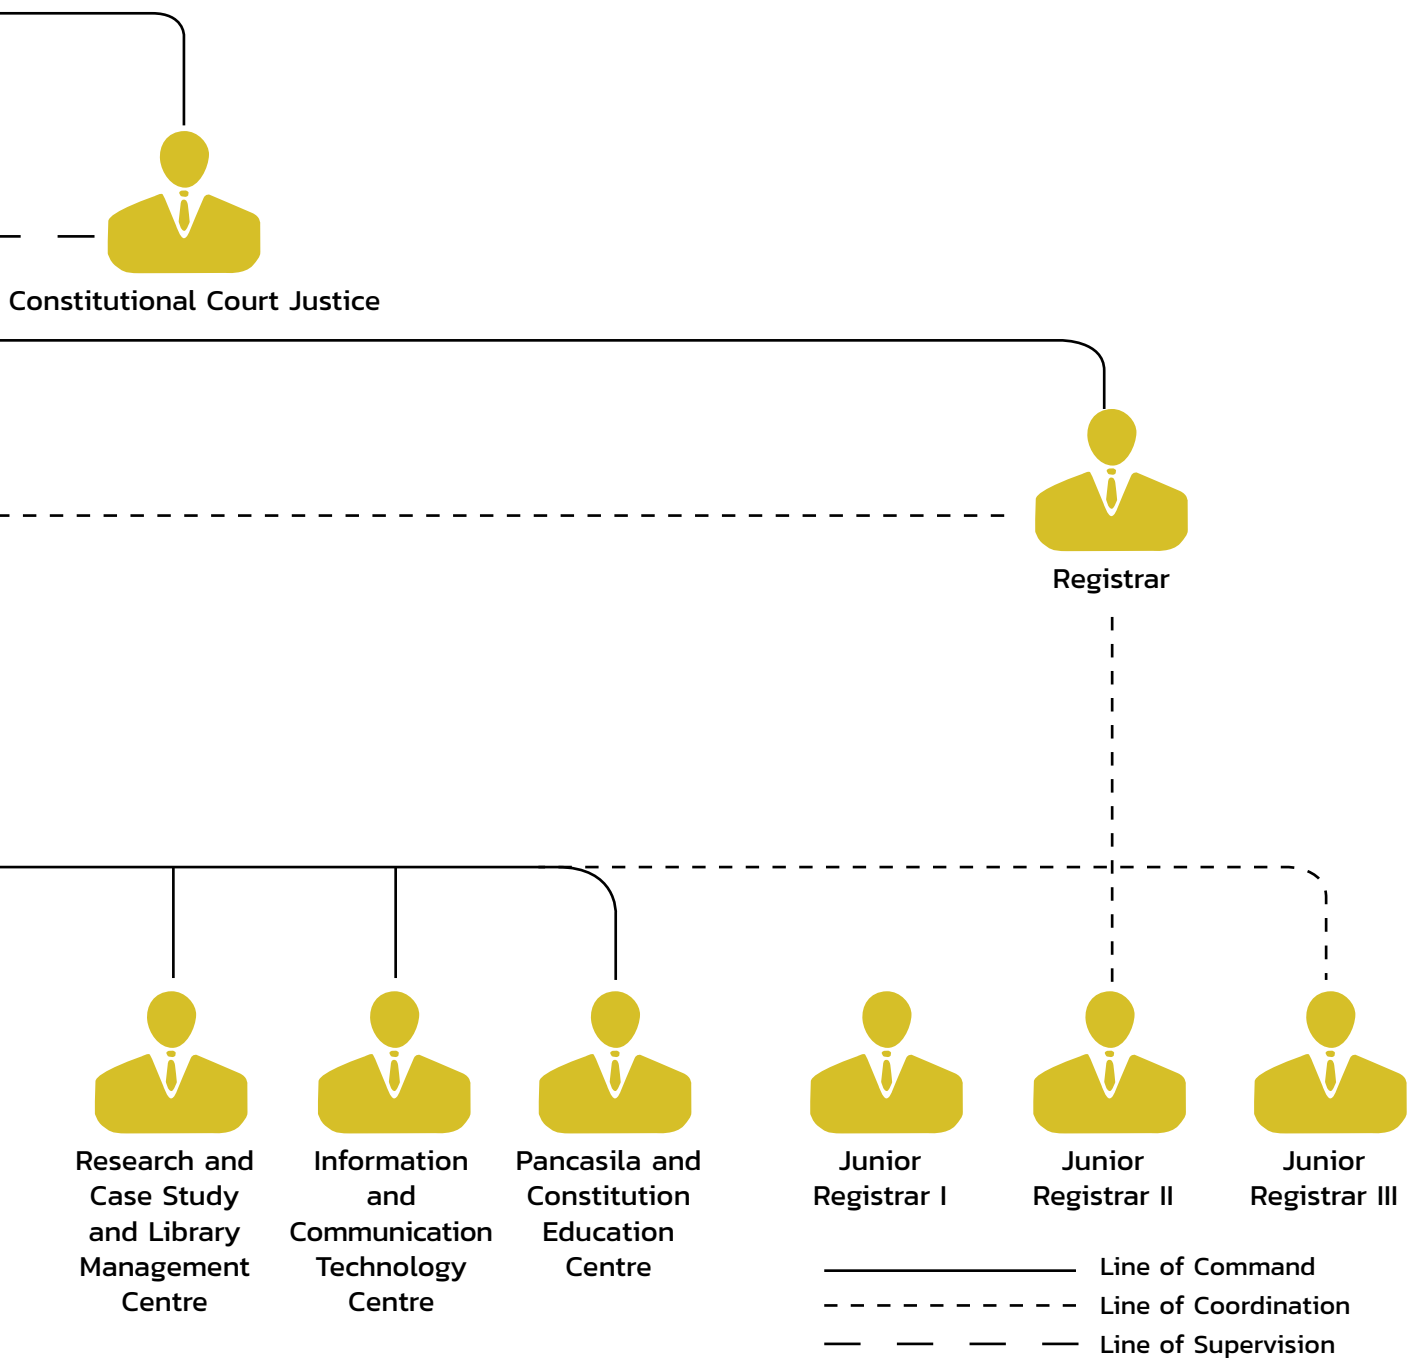 Constitutional Court Justice
Registrar
Research and
Case Study
and Library
Management
Centre
Information
and
Communication
Technology
Centre
Pancasila and
Constitution
Education
Centre
Junior
Registrar I
Junior
Registrar II
Junior
Registrar III
Line of Command
Line of Coordination
Line of Supervision